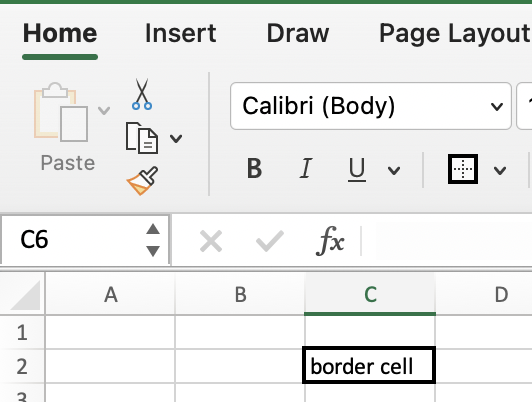 Home Insert Draw Page Layout
Paste
Calibri (Body)
B I U
C6 fx
A B C D
1
2 border cell
3